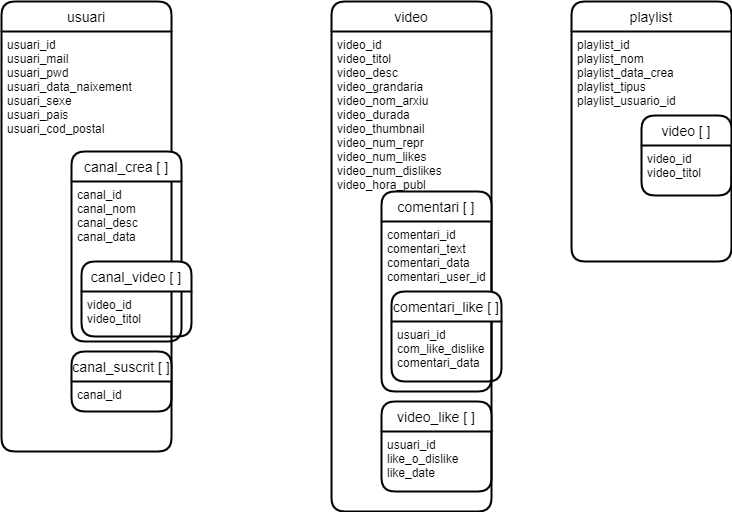 usuari
usuari_id
usuari_mail
usuari_pwd
usuari_data_naixement
usuari_sexe
usuari_pais
usuari_cod_postal
canal_crea [ ]
canal_id
canal_nom
canal_desc
canal_data
canal_video [ ]
video_id
video_titol
canal_suscrit [ ]
canal_id
video
video_id
video_titol
video_desc
video_grandaria
video_nom_arxiu
video_durada
video_thumbnail
video_num_repr
video_num_likes
video_num_dislikes
video_hora_publ
comentari [ ]
comentari_id
comentari_text
comentari_data
comentari_user_id
comentari_like [ ]
usuari_id
com_like_dislike
comentari_data
video_like [ ]
usuari_id
like_o_dislike
like_date
playlist
playlist_id
playlist_nom
playlist_data_crea
playlist_tipus
playlist_usuario_id
video [ ]
video_id
video_titol